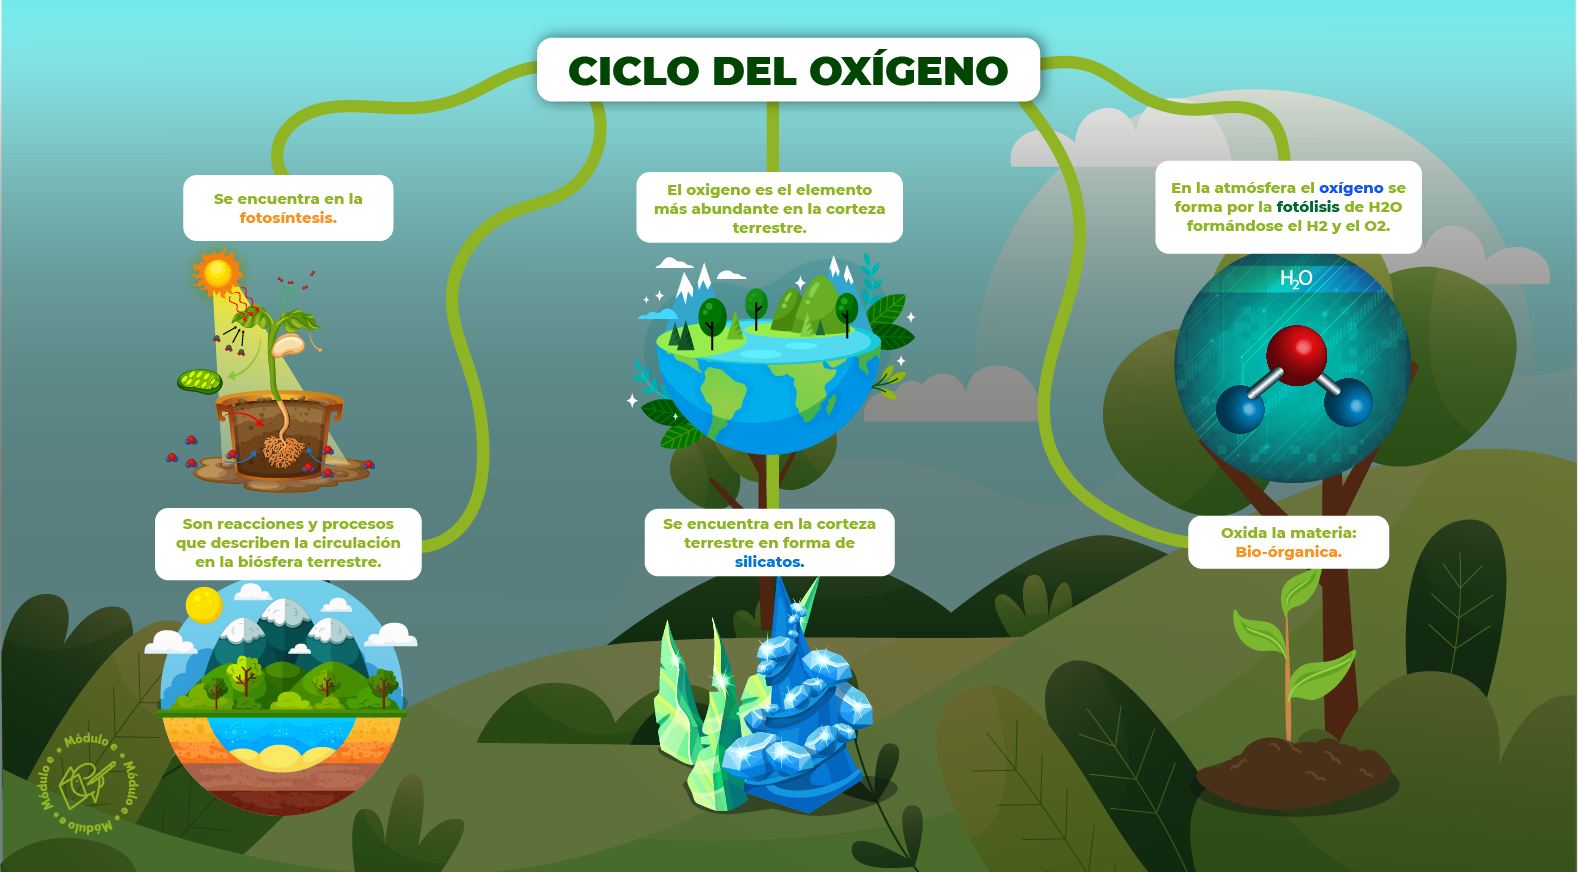 CICLO DEL OXÍGENO
Se encuentra en la
fotosíntesis.
El oxigeno es el elemento
más abundante en la corteza
terrestre.
En la atmósfera el oxígeno se
forma por la fotólisis de H2O
formándose el H2 y el O2.
H₂O
Son reacciones y procesos
que describen la circulación
en la biósfera terrestre.
Se encuentra en la corteza
terrestre en forma de
silicatos.
Oxida la materia:
Bio-órganica.
Módulo e
Módulo e
Módulo e
Módulo e